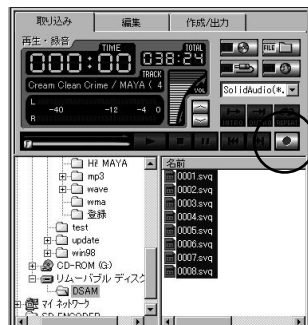 取り込み 編集 作成/出力
再生・録音
TIME TOTAL
000:00 038:24
TRACK
Cream Clean Crime / MAYA ( 4
L -40 -12 -4 0
R
VOL
FILE
SolidAudio(*.
H2 MAYA
mp3
wave
wma
登録
test
update
win98
CD-ROM (G)
リムーバブル ディスク
DSAM
マイ ネットワーク
SD ENCODER
名前
0001.svq
0002.svq
0003.svq
0004.svq
0005.svq
0006.svq
0007.svq
0008.svq